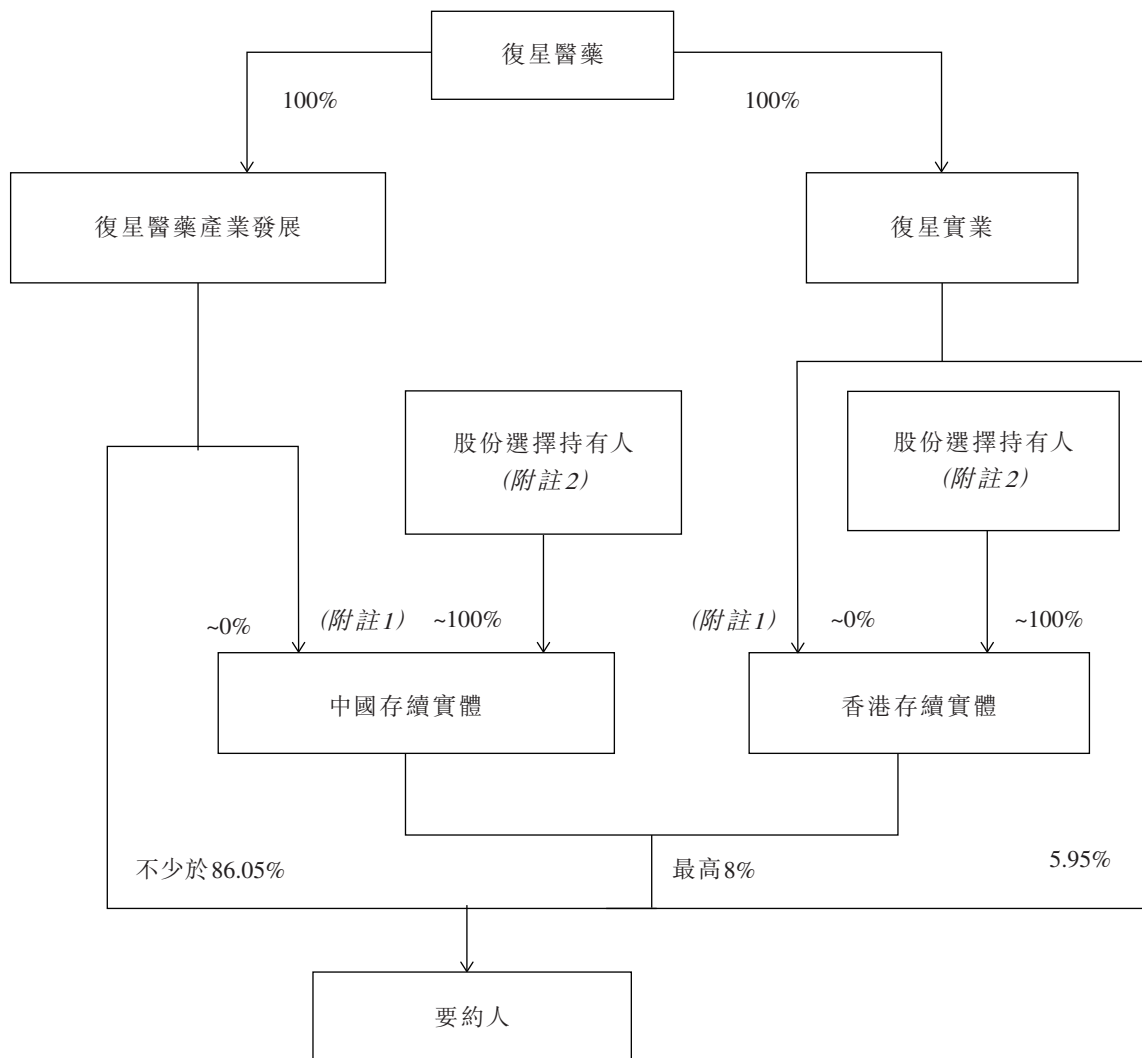 復星醫藥
100%
100%
復星醫藥產業發展
復星實業
股份選擇持有人
(附註2)
股份選擇持有人
(附註2)
~0%
(附註1)
~100%
(附註1)
~0%
~100%
中國存續實體
香港存續實體
不少於86.05%
最高8%
5.95%
要約人